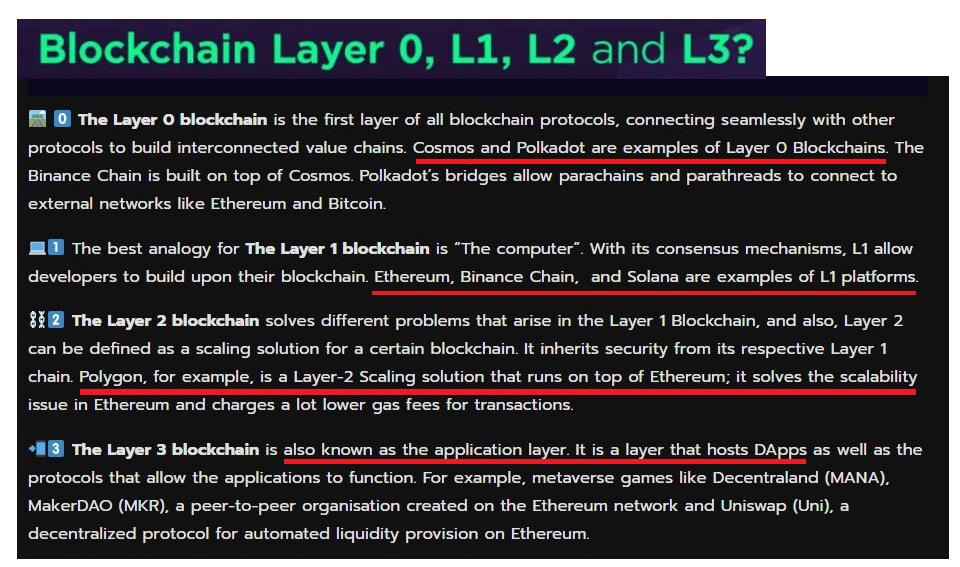 Blockchain Layer 0, L1, L2 and L3?
0 The Layer 0 blockchain is the first layer of all blockchain protocols, connecting seamlessly with other
protocols to build interconnected value chains. Cosmos and Polkadot are examples of Layer 0 Blockchains. The
Binance Chain is built on top of Cosmos. Polkadot’s bridges allow parachains and parathreads to connect to
external networks like Ethereum and Bitcoin.
1 The best analogy for The Layer 1 blockchain is “The computer”. With its consensus mechanisms, L1 allow
developers to build upon their blockchain. Ethereum, Binance Chain, and Solana are examples of L1 platforms.
2 The Layer 2 blockchain solves different problems that arise in the Layer 1 Blockchain, and also, Layer 2
can be defined as a scaling solution for a certain blockchain. It inherits security from its respective Layer 1
chain. Polygon, for example, is a Layer-2 Scaling solution that runs on top of Ethereum; it solves the scalability
issue in Ethereum and charges a lot lower gas fees for transactions.
3 The Layer 3 blockchain is also known as the application layer. It is a layer that hosts DApps as well as the
protocols that allow the applications to function. For example, metaverse games like Decentraland (MANA),
MakerDAO (MKR), a peer-to-peer organisation created on the Ethereum network and Uniswap (Uni), a
decentralized protocol for automated liquidity provision on Ethereum.